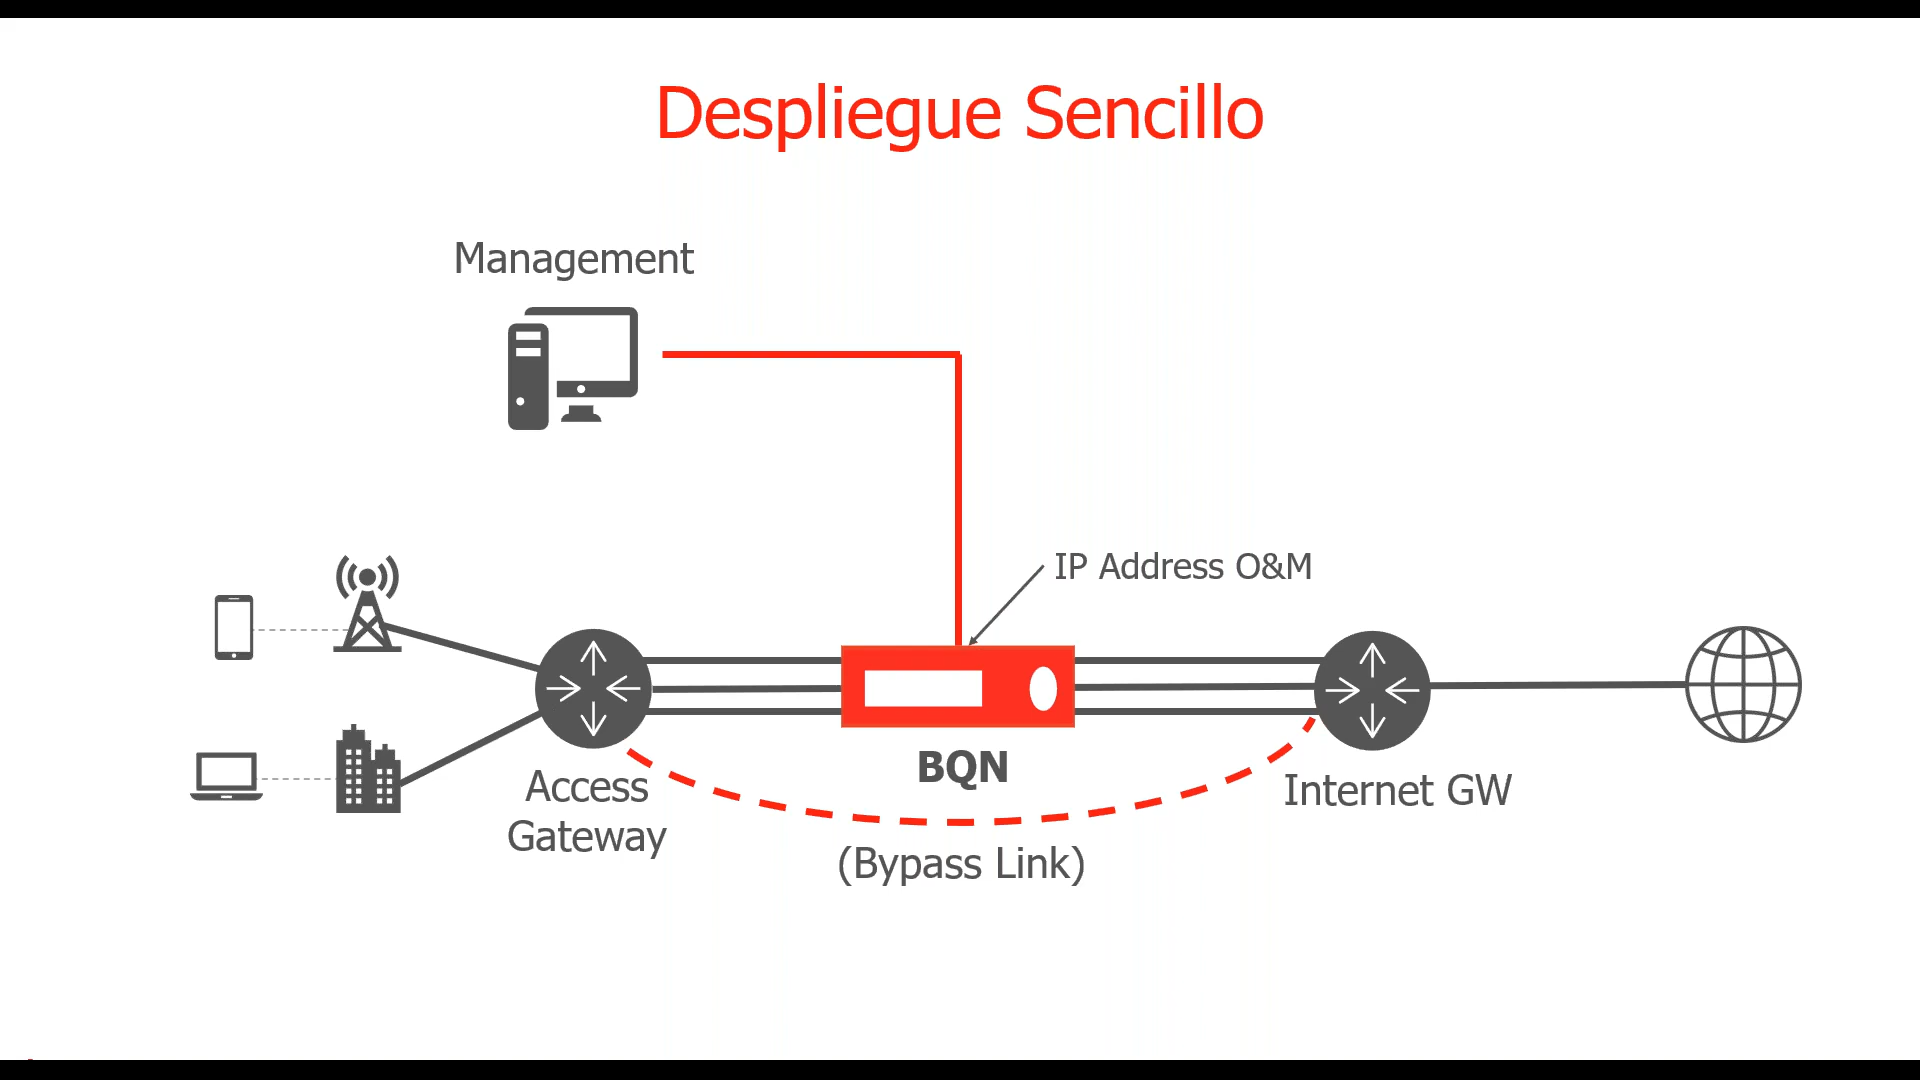 Despliegue Sencillo
Management
IP Address O&M
BQN
Access
Gateway
Internet GW
(Bypass Link)